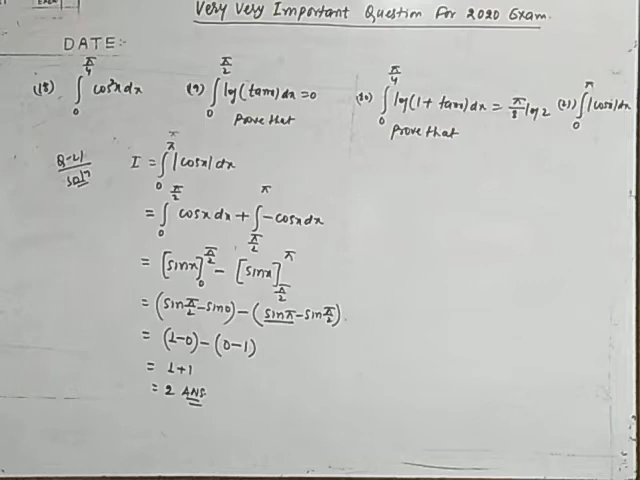 Very Very Important Question For 2020 Exam.
DATE:-
(18) ∫₀^{π/4} cos²x dx (19) ∫₀^{π/2} log(tanx)dx = 0 (20) ∫₀^{π/4} log(1+tanx)dx = π/8 log2 (21) ∫₀^π |cosx|dx
Prove that Prove that
Q-21 I = ∫₀^π |cosx| dx
Solⁿ
= ∫₀^{π/2} cosx dx + ∫_{π/2}^π -cosx dx
= [sinx]₀^{π/2} - [sinx]_{π/2}^π
= (sin π/2 - sin0) - (sinπ - sin π/2).
= (1-0) - (0-1)
= 1+1
= 2 ANS